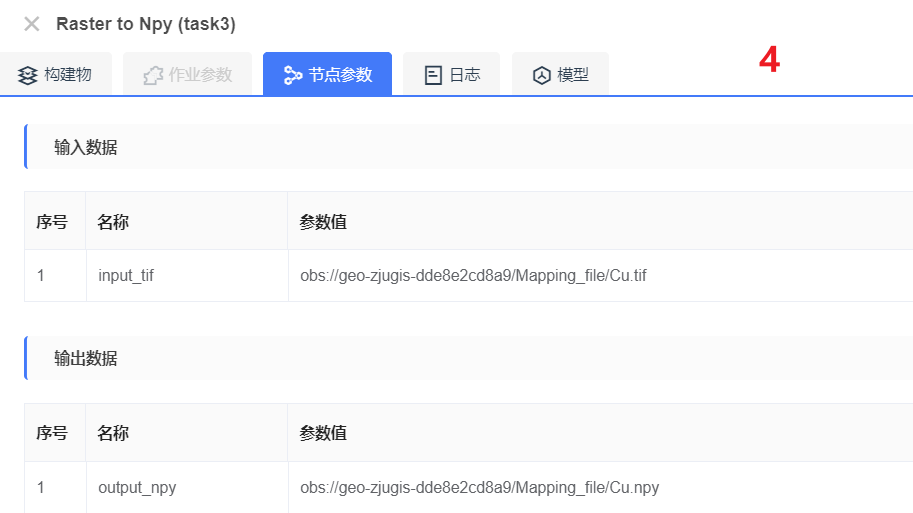 Raster to Npy (task3)
4
构建物 作业参数 节点参数 日志 模型
输入数据
序号 名称 参数值
1 input_tif obs://geo-zjugis-dde8e2cd8a9/Mapping_file/Cu.tif
输出数据
序号 名称 参数值
1 output_npy obs://geo-zjugis-dde8e2cd8a9/Mapping_file/Cu.npy